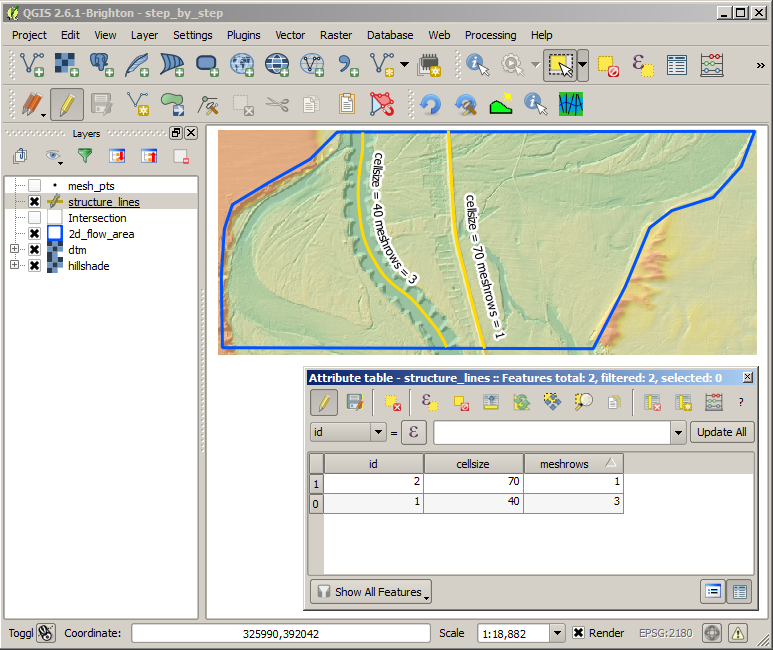 QGIS 2.6.1-Brighton - step_by_step
Project Edit View Layer Settings Plugins Vector Raster Database Web Processing Help
»
Layers
mesh_pts
structure_lines
Intersection
2d_flow_area
dtm
hillshade
cellsize = 40 meshrows = 3
cellsize = 70 meshrows = 1
Attribute table - structure_lines :: Features total: 2, filtered: 2, selected: 0
?
id = ε Update All
id cellsize meshrows
1 2 70 1
0 1 40 3
Show All Features
Toggl Coordinate: 325990,392042 Scale 1:18,882 Render EPSG:2180